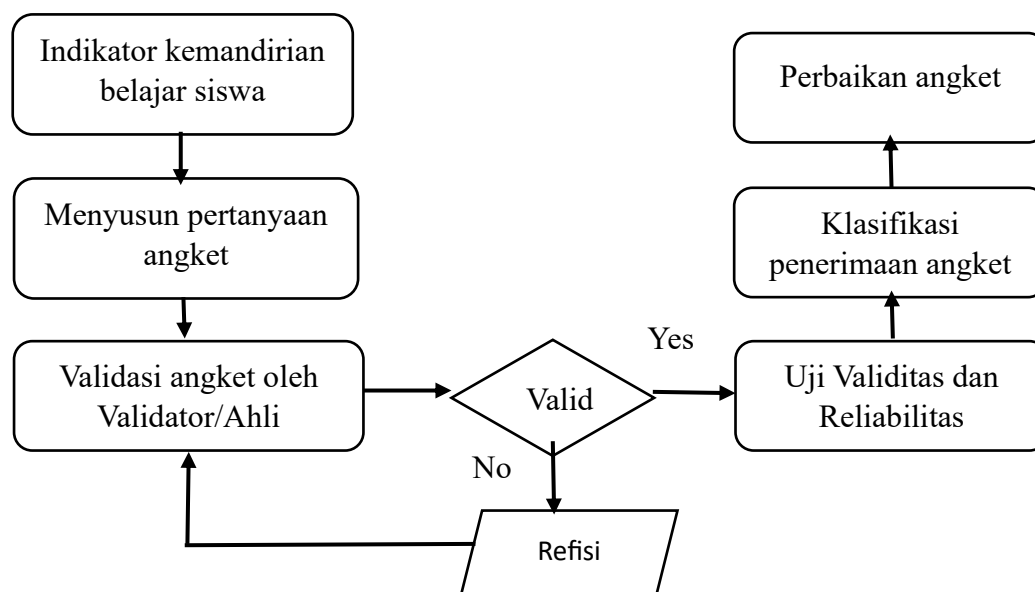 Indikator kemandirian
belajar siswa
Menyusun pertanyaan
angket
Validasi angket oleh
Validator/Ahli
Valid
Yes
No
Refisi
Uji Validitas dan
Reliabilitas
Klasifikasi
penerimaan angket
Perbaikan angket